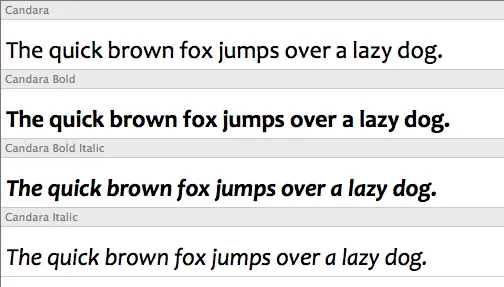 Candara
The quick brown fox jumps over a lazy dog.
Candara Bold
The quick brown fox jumps over a lazy dog.
Candara Bold Italic
The quick brown fox jumps over a lazy dog.
Candara Italic
The quick brown fox jumps over a lazy dog.